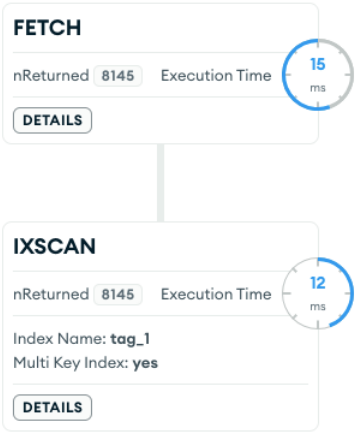 FETCH
nReturned 8145 Execution Time 15 ms
DETAILS
IXSCAN
nReturned 8145 Execution Time 12 ms
Index Name: tag_1
Multi Key Index: yes
DETAILS